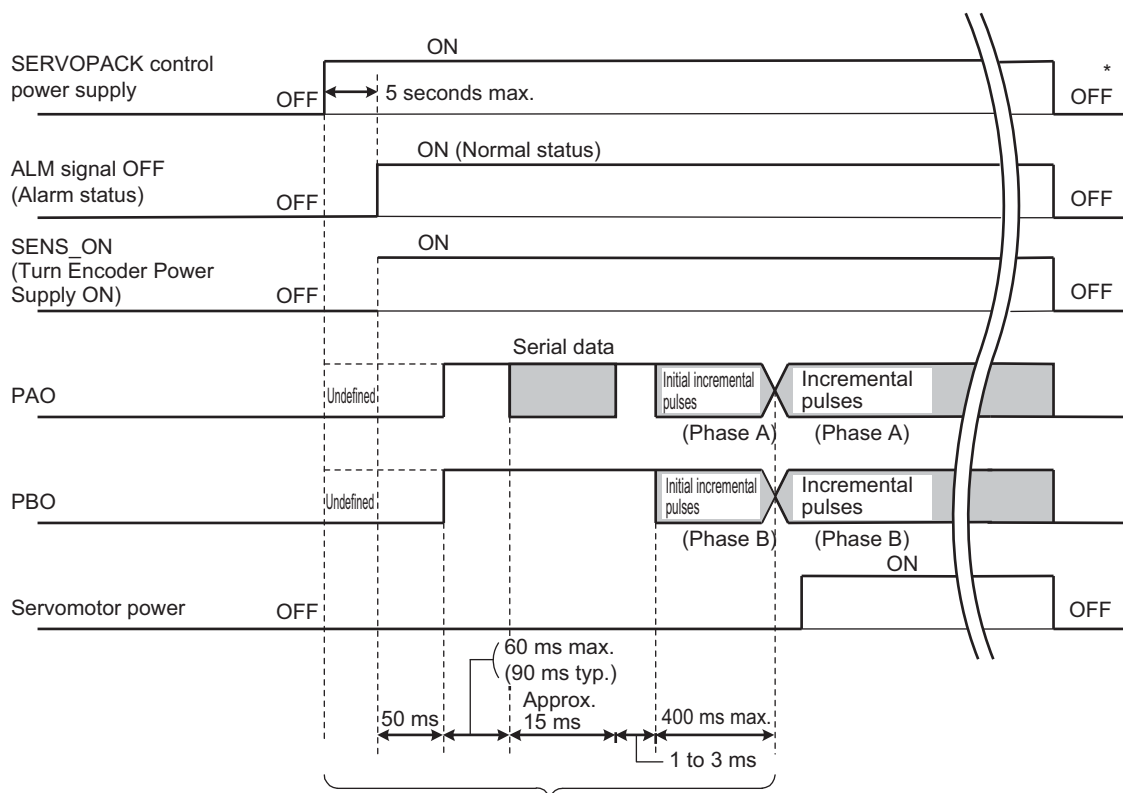 ON
SERVOPACK control
power supply
OFF
5 seconds max.
*
OFF
ON (Normal status)
ALM signal OFF
(Alarm status)
OFF
OFF
SENS_ON
(Turn Encoder Power
Supply ON)
ON
OFF
OFF
Serial data
PAO
Undefined
Initial incremental
pulses
Incremental
pulses
(Phase A)
(Phase A)
PBO
Undefined
Initial incremental
pulses
Incremental
pulses
(Phase B)
(Phase B)
ON
Servomotor power
OFF
OFF
60 ms max.
(90 ms typ.)
50 ms
Approx.
15 ms
400 ms max.
1 to 3 ms